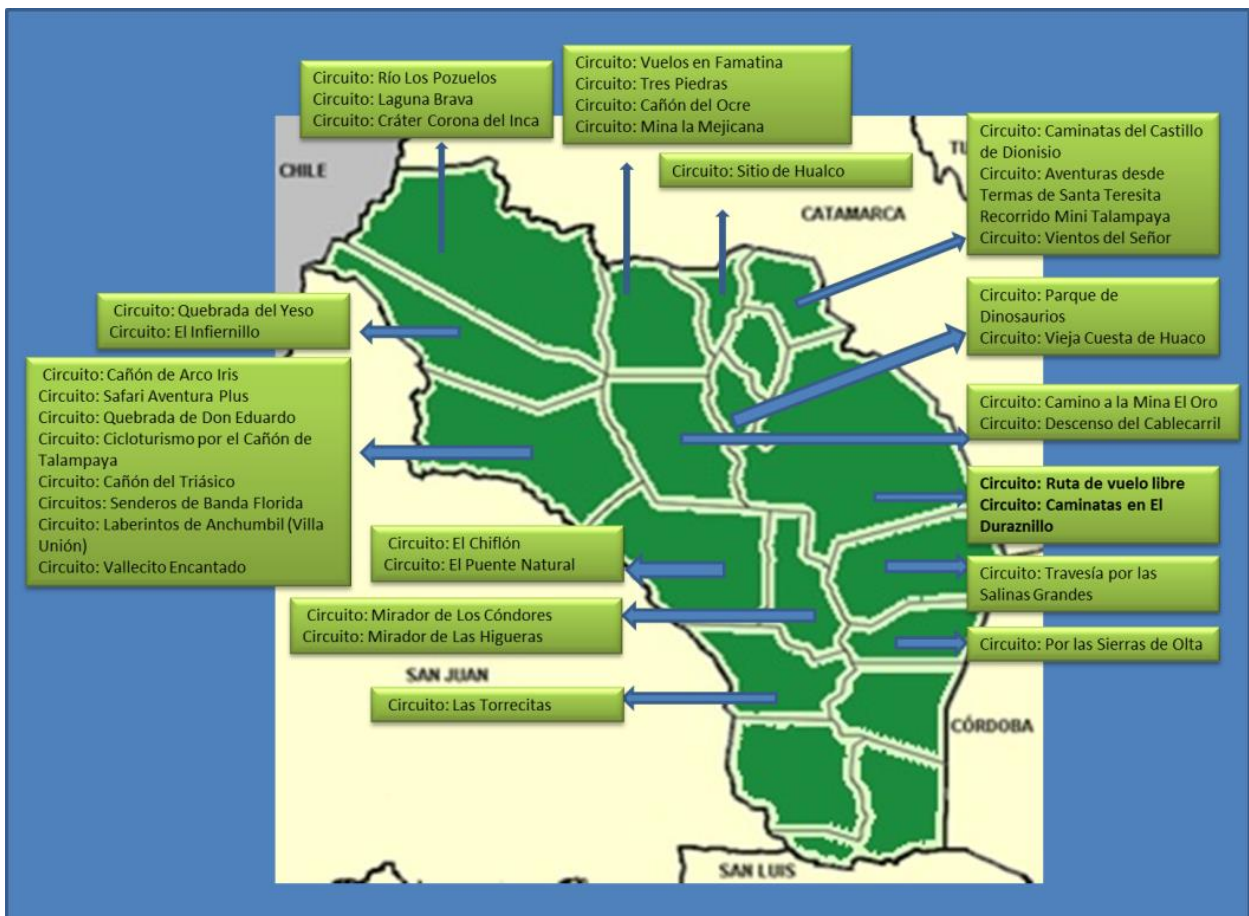 Circuito: Río Los Pozuelos
Circuito: Laguna Brava
Circuito: Cráter Corona del Inca
Circuito: Vuelos en Famatina
Circuito: Tres Piedras
Circuito: Cañón del Ocre
Circuito: Mina la Mejicana
Circuito: Sitio de Hualco
Circuito: Caminatas del Castillo
de Dionisio
Circuito: Aventuras desde
Termas de Santa Teresita
Recorrido Mini Talampaya
Circuito: Vientos del Señor
CHILE
CATAMARCA
Circuito: Quebrada del Yeso
Circuito: El Infiernillo
Circuito: Parque de
Dinosaurios
Circuito: Vieja Cuesta de Huaco
Circuito: Cañón de Arco Iris
Circuito: Safari Aventura Plus
Circuito: Quebrada de Don Eduardo
Circuito: Cicloturismo por el Cañón de
Talampaya
Circuito: Cañón del Triásico
Circuitos: Senderos de Banda Florida
Circuito: Laberintos de Anchumbil (Villa
Unión)
Circuito: Vallecito Encantado
Circuito: Camino a la Mina El Oro
Circuito: Descenso del Cablecarril
Circuito: Ruta de vuelo libre
Circuito: Caminatas en El
Duraznillo
Circuito: El Chiflón
Circuito: El Puente Natural
Circuito: Travesía por las
Salinas Grandes
Circuito: Mirador de Los Cóndores
Circuito: Mirador de Las Higueras
Circuito: Por las Sierras de Olta
SAN JUAN
Circuito: Las Torrecitas
CÓRDOBA
SAN LUIS